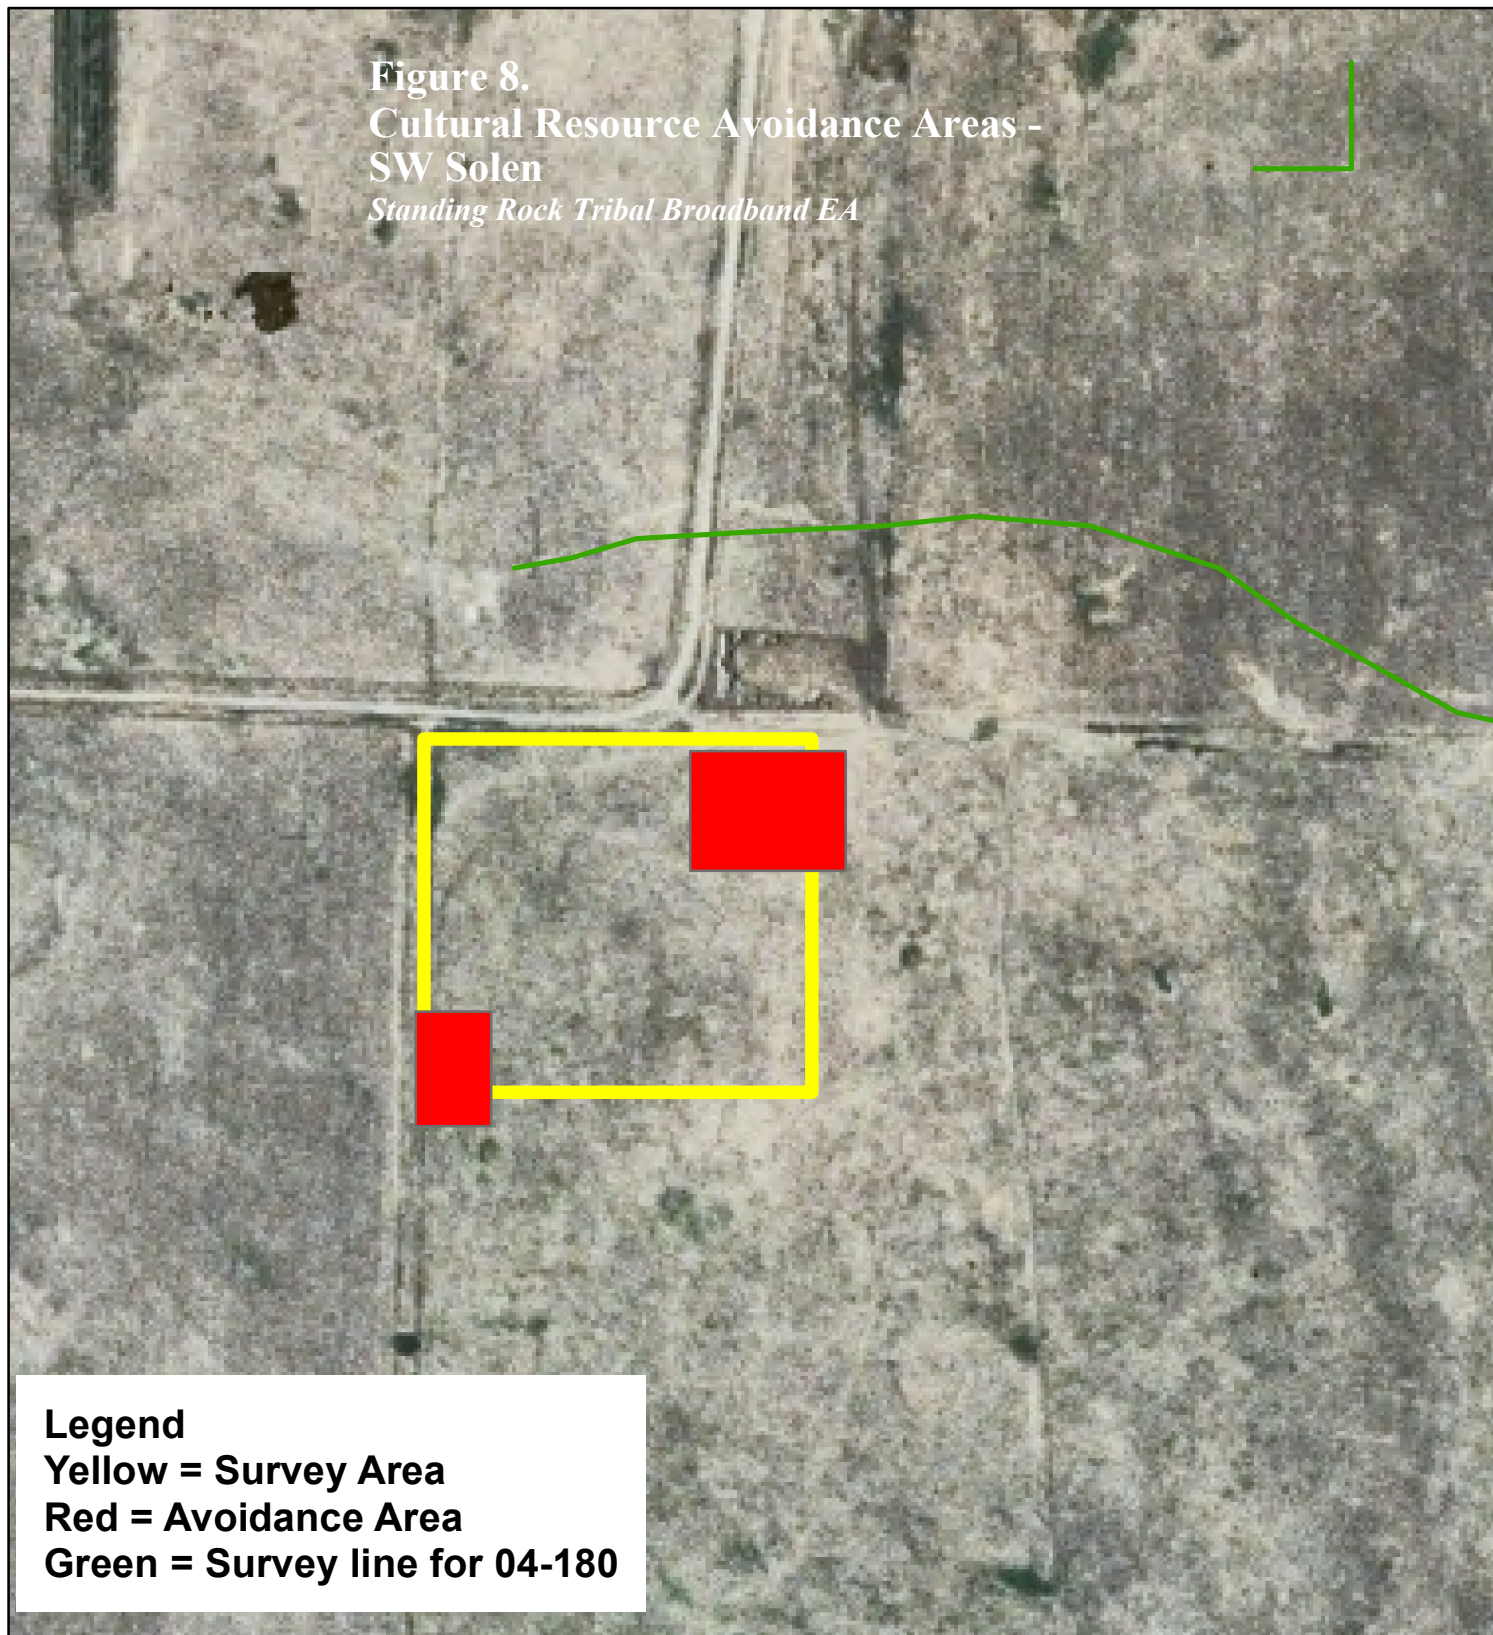 Figure 8.
Cultural Resource Avoidance Areas -
SW Solen
Standing Rock Tribal Broadband EA
Legend
Yellow = Survey Area
Red = Avoidance Area
Green = Survey line for 04-180